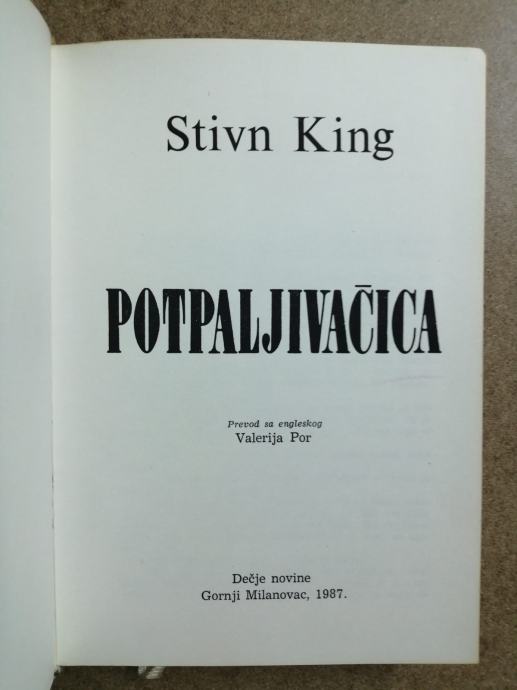 Stivn King
POTPALJIVAČICA
Prevod sa engleskog
Valerija Por
Dečje novine
Gornji Milanovac, 1987.